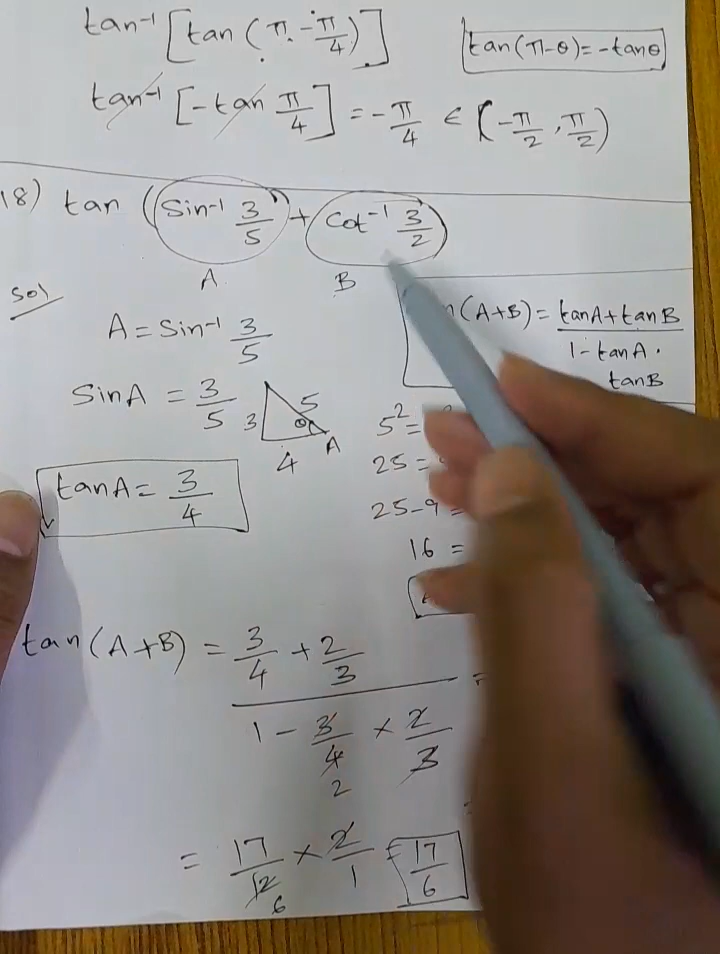 tan⁻¹ [tan (π - π/4)]
tan(π-θ) = -tanθ
tan⁻¹ [-tan π/4] = -π/4 ∈ (-π/2, π/2)
18) tan (Sin⁻¹ 3/5 + Cot⁻¹ 3/2)
A B
Sol
(A+B) = tanA+tanB / 1-tanA·tanB
A = Sin⁻¹ 3/5
SinA = 3/5
3 5 4 θ A
5² =
25 =
tanA = 3/4
25-9 =
16 =
tan(A+B) = 3/4 + 2/3 / 1 - 3/4 × 2/3
2
= 17/12 × 2/1 = 17/6
6